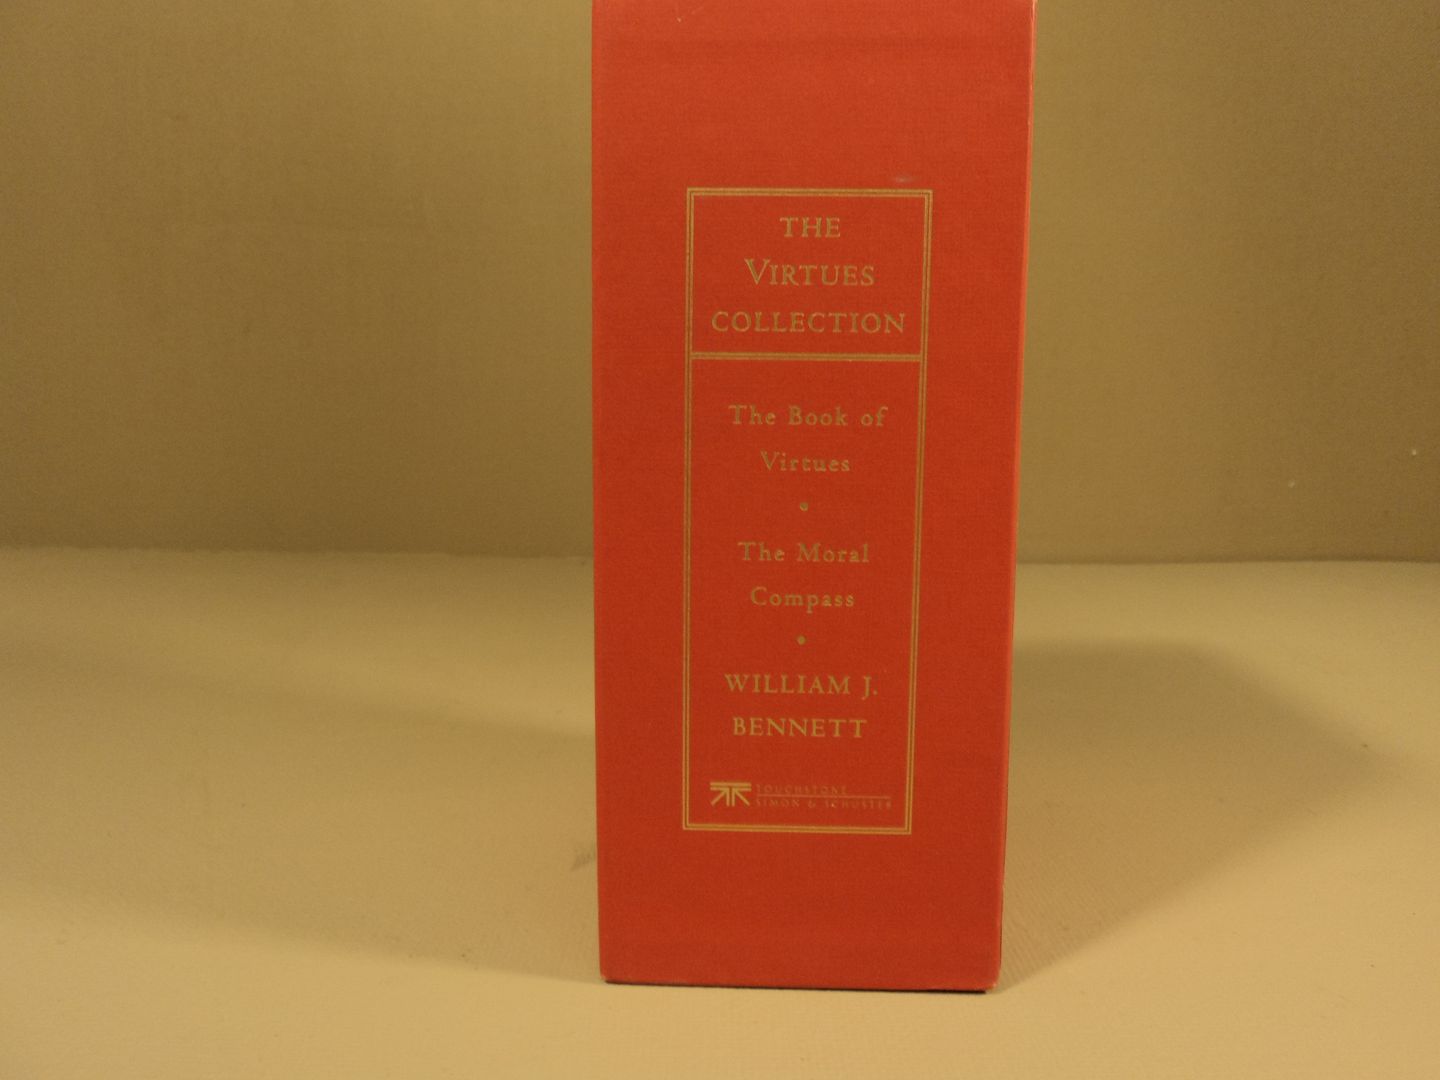 THE
VIRTUES
COLLECTION
The Book of
Virtues
•
The Moral
Compass
•
WILLIAM J.
BENNETT
TOUCHSTONE
SIMON & SCHUSTER